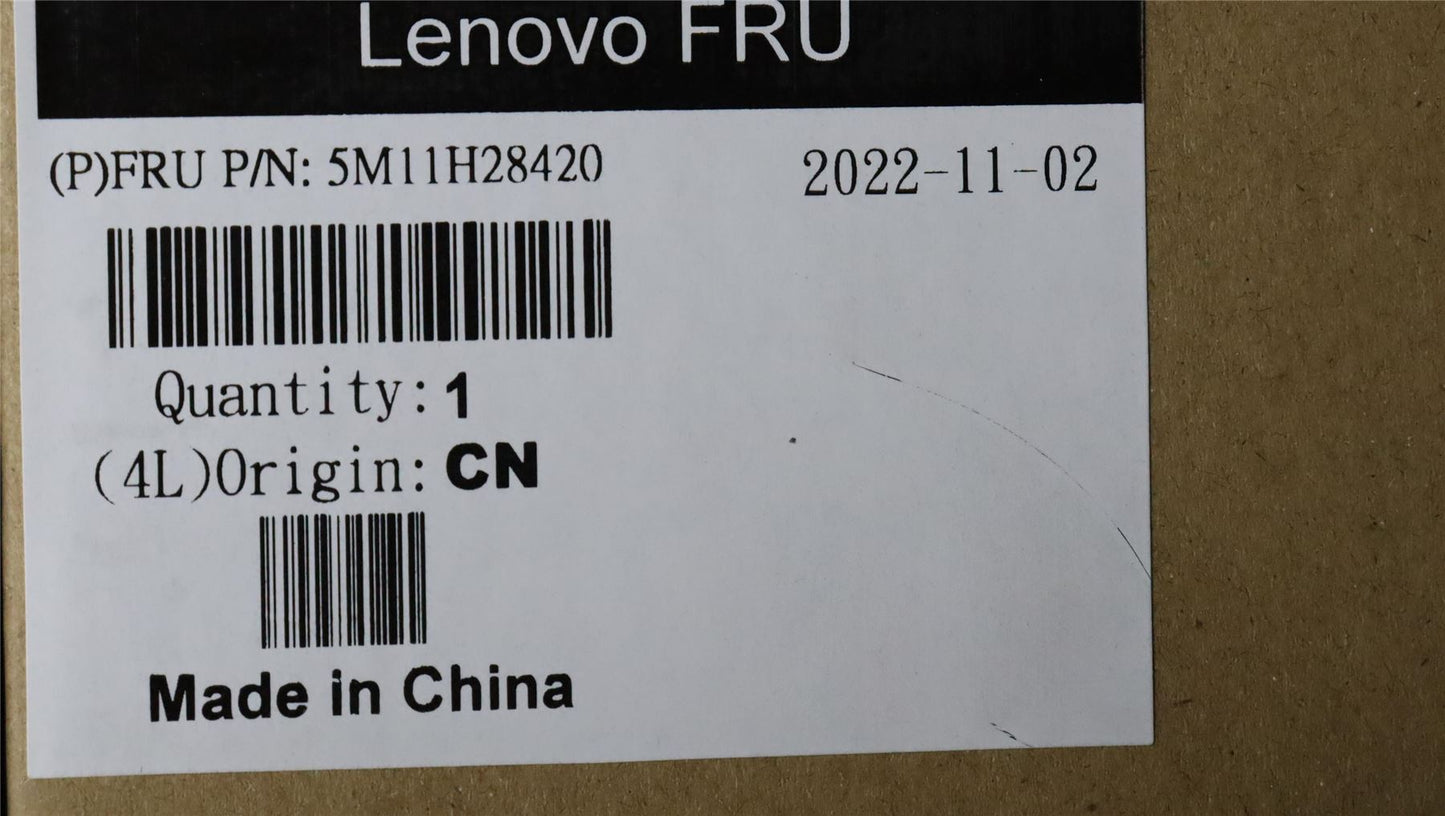 Lenovo FRU
(P)FRU P/N: 5M11H28420
2022-11-02
Quantity: 1
(4L)Origin: CN
Made in China